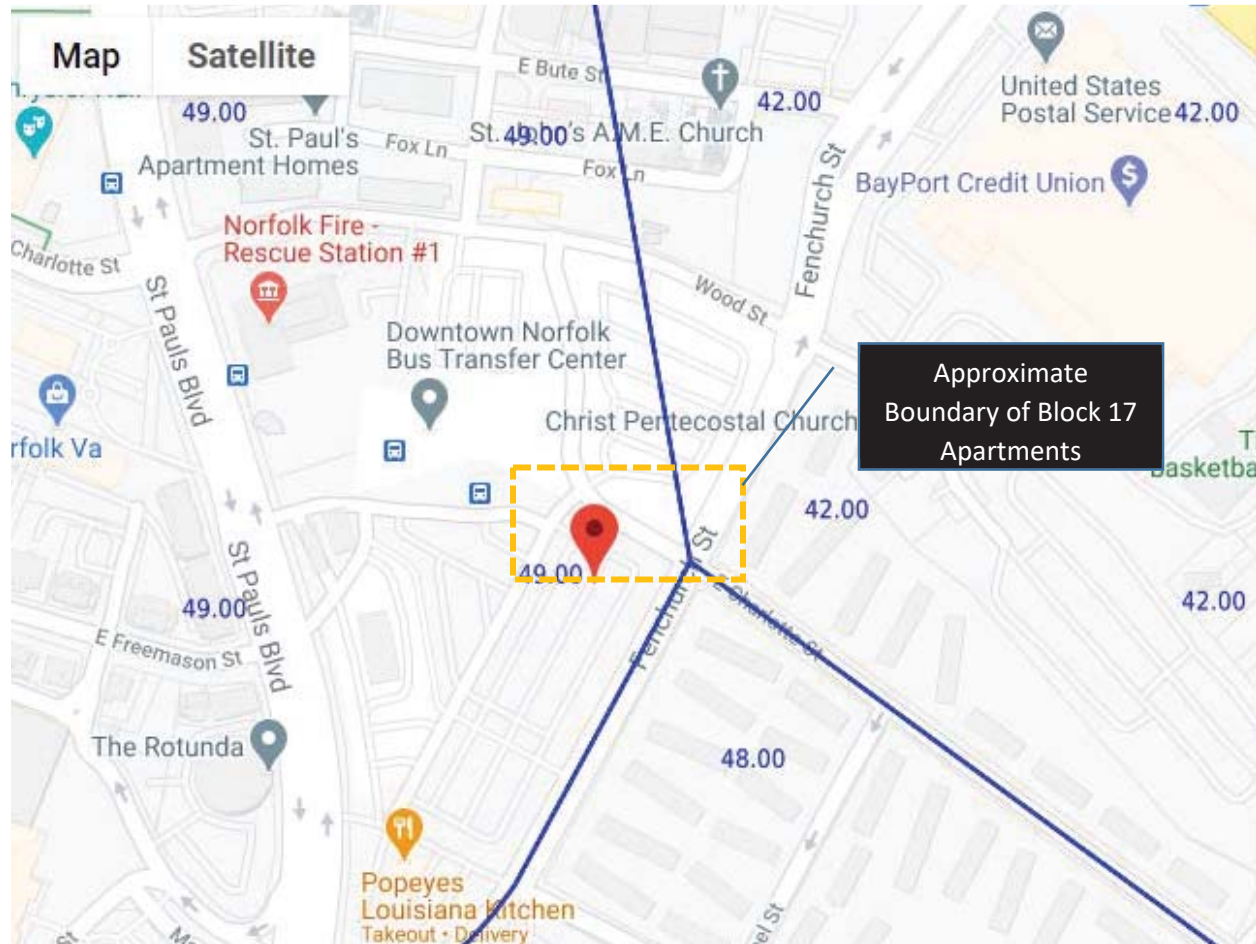 Map
Satellite
E Bute St
United States
Postal Service
42.00
49.00
42.00
St. Paul's
Apartment Homes
Fox Ln
St. John's A.M.E. Church
49.00
Fox Ln
BayPort Credit Union
Fenchurch St
Norfolk Fire -
Rescue Station #1
Charlotte St
St Pauls Blvd
Wood St
Downtown Norfolk
Bus Transfer Center
Approximate
Boundary of Block 17
Apartments
Christ Pentecostal Church
rfolk Va
basketba
42.00
49.00
Fenchurch St
E Charlotte St
42.00
49.00
St Pauls Blvd
E Freemason St
The Rotunda
48.00
Popeyes
Louisiana Kitchen
Takeout • Delivery